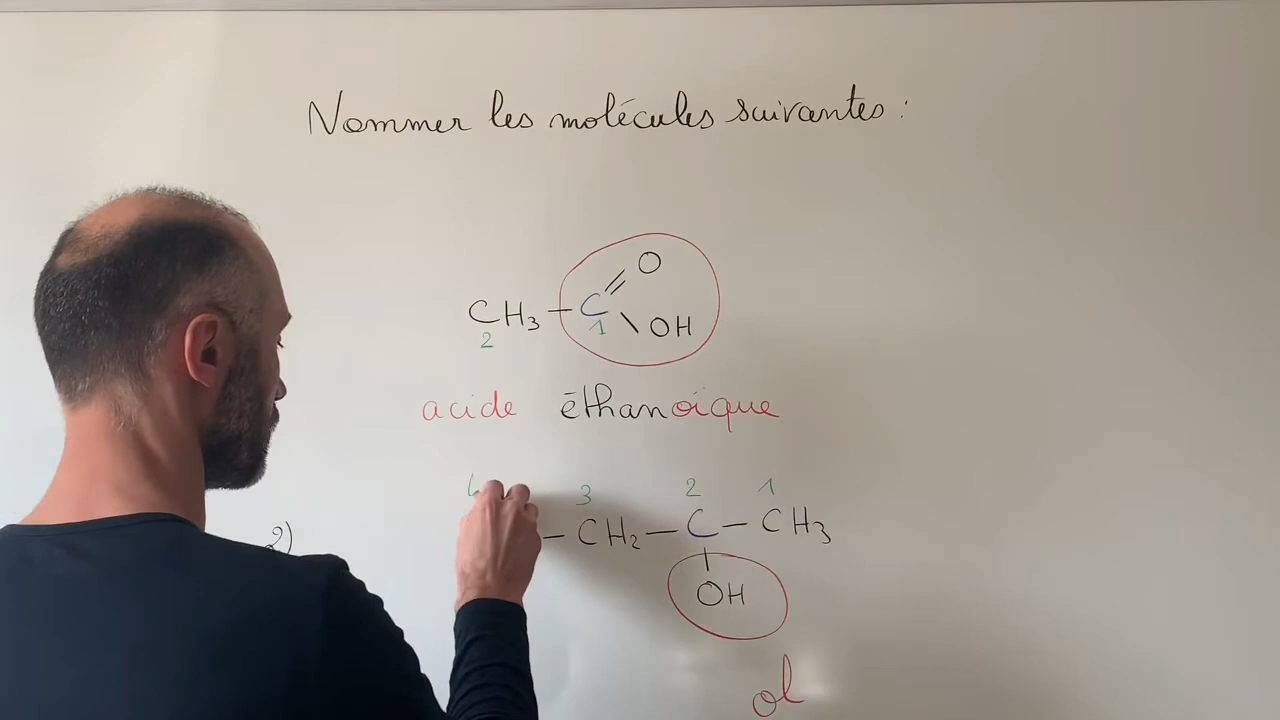 Nommer les molécules suivantes :
O
CH3 - C
OH
2 1
acide éthanoïque
3 2 1
2) - CH2 - C - CH3
OH
ol